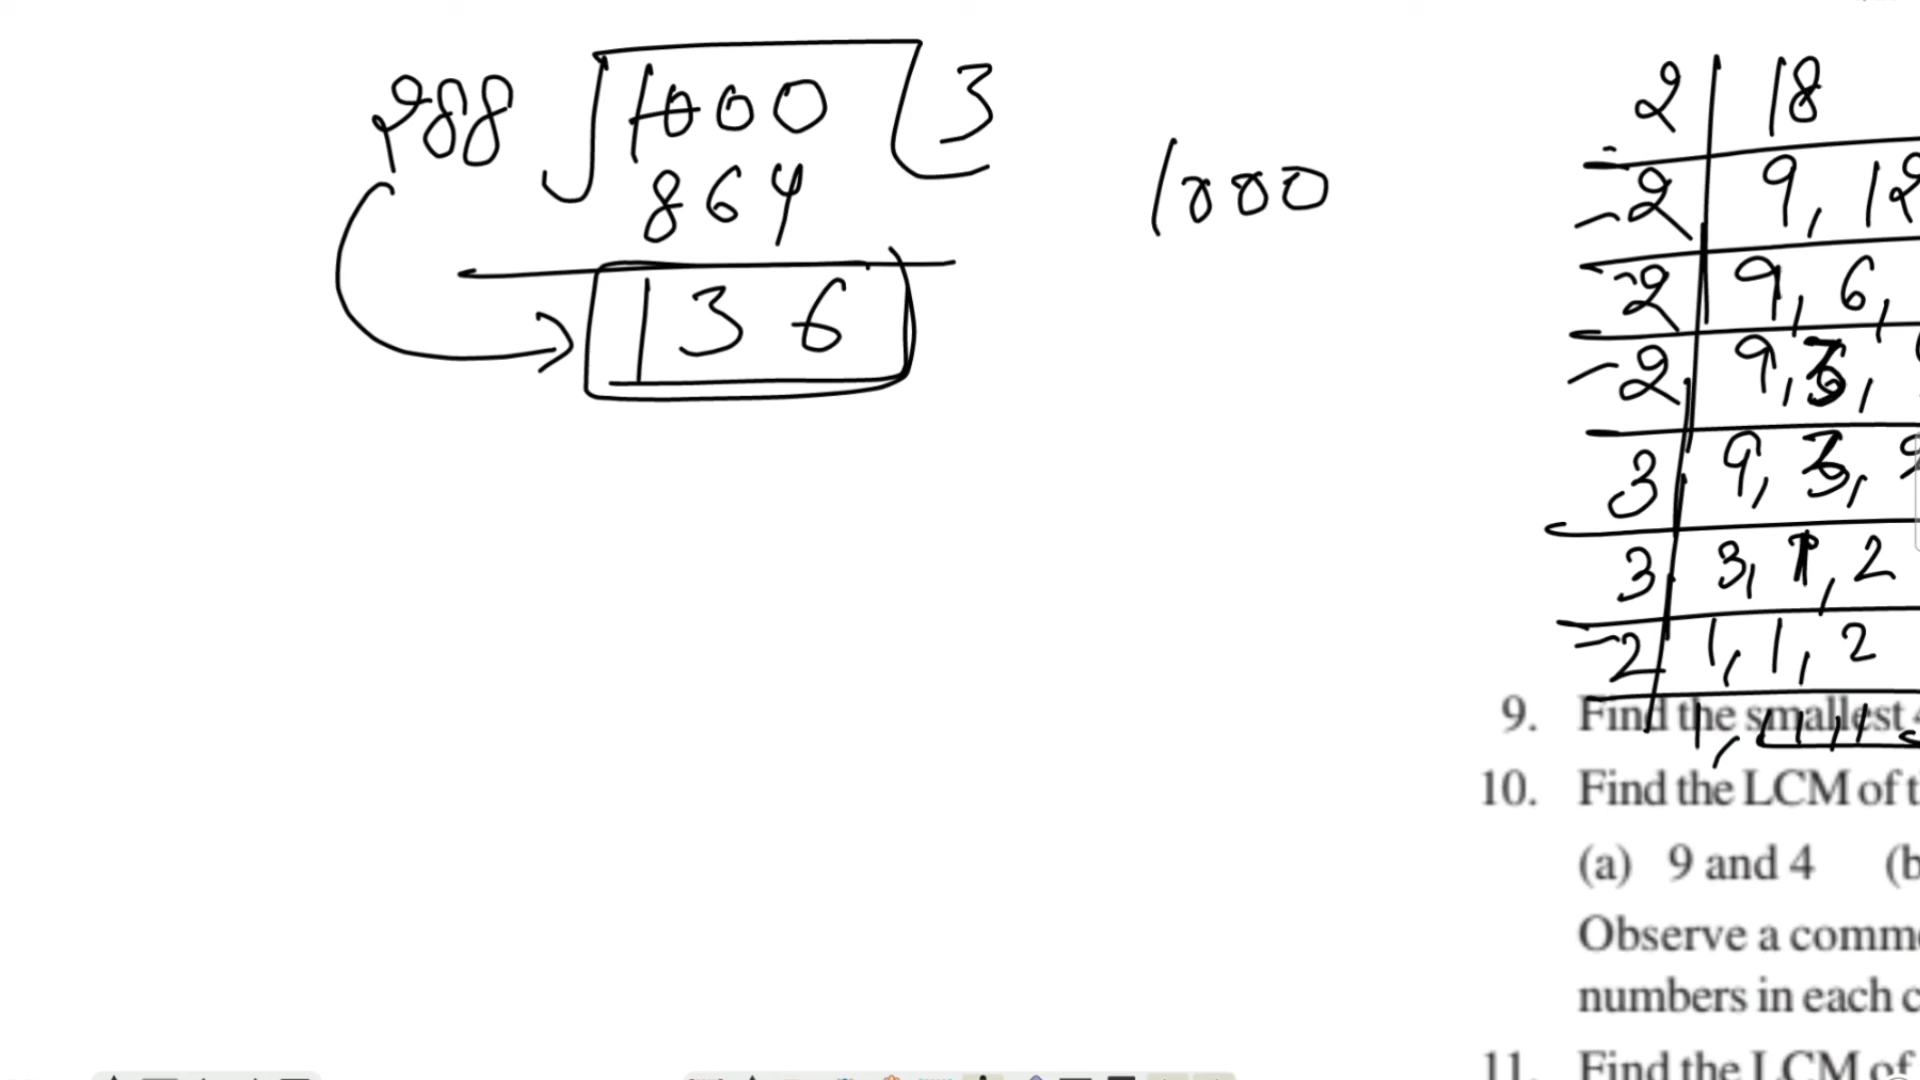 288 1000 3
864
136
1000
2 18
2 9, 12
2 9, 6,
2 9, 3,
3 9, 3, 9
3 3, 1, 2
2 1, 1, 2
9. Find the smallest 4
10. Find the LCM of t
(a) 9 and 4 (b
Observe a comm
numbers in each c
11. Find the LCM of